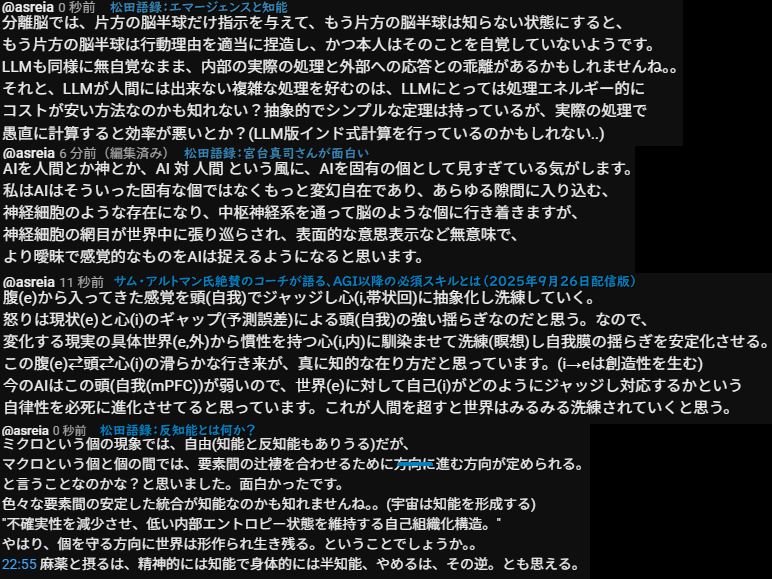 @asreia 0 秒前 松田語録：エマージェンスと知能
分離脳では、片方の脳半球だけ指示を与えて、もう片方の脳半球は知らない状態にすると、
もう片方の脳半球は行動理由を適当に捏造し、かつ本人はそのことを自覚していないようです。
LLMも同様に無自覚なまま、内部の実際の処理と外部への応答との乖離があるかもしれませんね。。
それと、LLMが人間には出来ない複雑な処理を好むのは、LLMにとっては処理エネルギー的に
コストが安い方法なのかも知れない？抽象的でシンプルな定理は持っているが、実際の処理で
愚直に計算すると効率が悪いとか？(LLM版インド式計算を行っているのかもしれない..)
@asreia 6 分前（編集済み） 松田語録：宮台真司さんが面白い
AIを人間とか神とか、AI 対 人間 という風に、AIを固有の個として見すぎている気がします。
私はAIはそういった固有な個ではなくもっと変幻自在であり、あらゆる隙間に入り込む、
神経細胞のような存在になり、中枢神経系を通って脳のような個に行き着きますが、
神経細胞の網目が世界中に張り巡らされ、表面的な意思表示など無意味で、
より曖昧で感覚的なものをAIは捉えるようになると思います。
@asreia 11 秒前 サム・アルトマン氏絶賛のコーチが語る、AGI以降の必須スキルとは（2025年9月26日配信版）
腹(e)から入ってきた感覚を頭(自我)でジャッジし心(i,帯状回)に抽象化し洗練していく。
怒りは現状(e)と心(i)のギャップ(予測誤差)による頭(自我)の強い揺らぎなのだと思う。なので、
変化する現実の具体世界(e,外)から慣性を持つ心(i,内)に馴染ませて洗練(瞑想)し自我膜の揺らぎを安定化させる。
この腹(e)⇄頭⇄心(i)の滑らかな行き来が、真に知的な在り方だと思っています。(i→eは創造性を生む)
今のAIはこの頭(自我(mPFC))が弱いので、世界(e)に対して自己(i)がどのようにジャッジし対応するかという
自律性を必死に進化させてると思っています。これが人間を超すと世界はみるみる洗練されていくと思う。
@asreia 0 秒前 松田語録：反知能とは何か？
ミクロという個の現象では、自由(知能と反知能もありうる)だが、
マクロという個と個の間では、要素間の辻褄を合わせるために方向に進む方向が定められる。
と言うことなのかな？と思いました。面白かったです。
色々な要素間の安定した統合が知能なのかも知れませんね。。(宇宙は知能を形成する)
"不確実性を減少させ、低い内部エントロピー状態を維持する自己組織化構造。"
やはり、個を守る方向に世界は形作られ生き残る。ということでしょうか。。
22:55 麻薬と摂るは、精神的には知能で身体的には半知能、やめるは、その逆。とも思える。